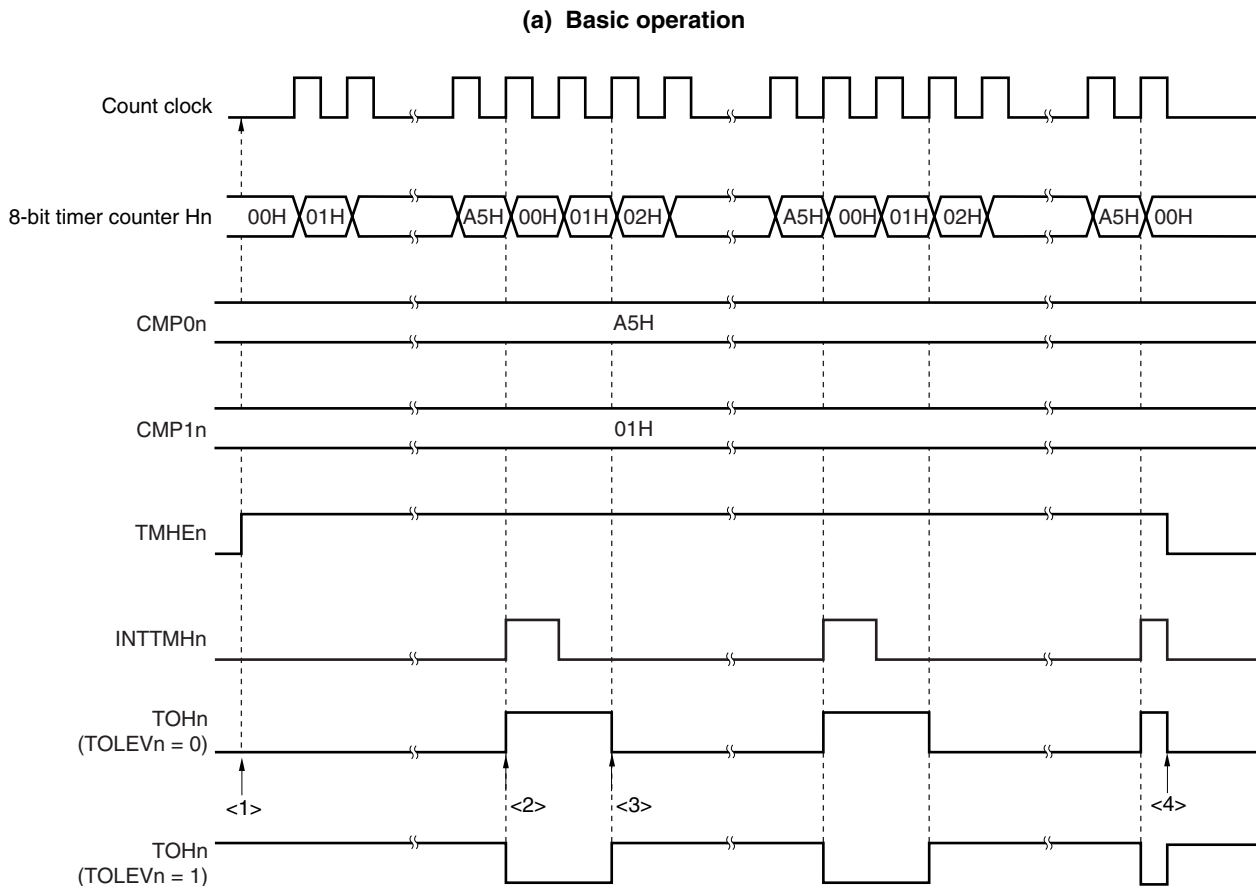 (a) Basic operation
Count clock
8-bit timer counter Hn
00H 01H A5H 00H 01H 02H A5H 00H 01H 02H A5H 00H
CMP0n
A5H
CMP1n
01H
TMHEn
INTTMHn
TOHn
(TOLEVn = 0)
<1> <2> <3> <4>
TOHn
(TOLEVn = 1)